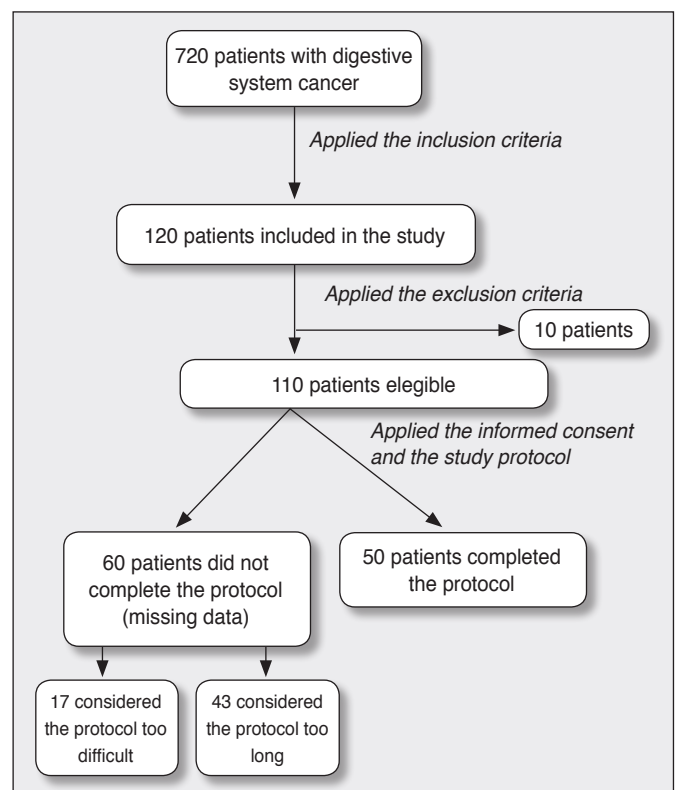 720 patients with digestive
system cancer
Applied the inclusion criteria
120 patients included in the study
Applied the exclusion criteria
10 patients
110 patients elegible
Applied the informed consent
and the study protocol
60 patients did not
complete the protocol
(missing data)
50 patients completed
the protocol
17 considered
the protocol too
difficult
43 considered
the protocol too
long